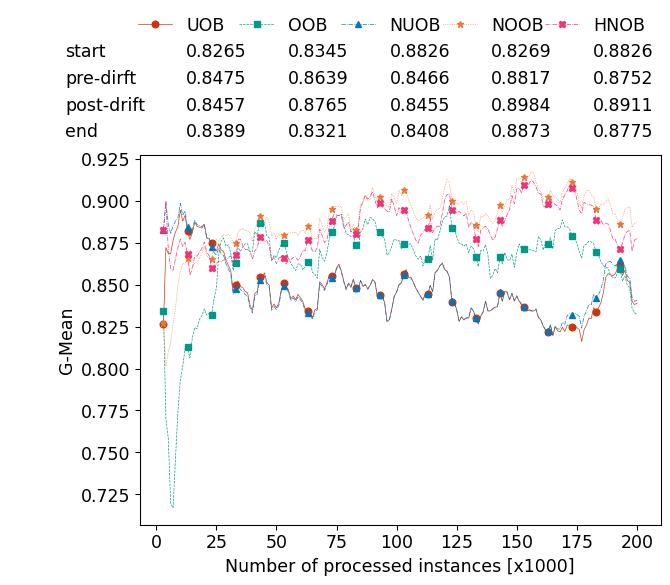 UOB OOB NUOB NOOB HNOB
start 0.8265 0.8345 0.8826 0.8269 0.8826
pre-dirft 0.8475 0.8639 0.8466 0.8817 0.8752
post-drift 0.8457 0.8765 0.8455 0.8984 0.8911
end 0.8389 0.8321 0.8408 0.8873 0.8775
0.925
0.900
0.875
0.850
0.825
0.800
0.775
0.750
0.725
G-Mean
0 25 50 75 100 125 150 175 200
Number of processed instances [x1000]